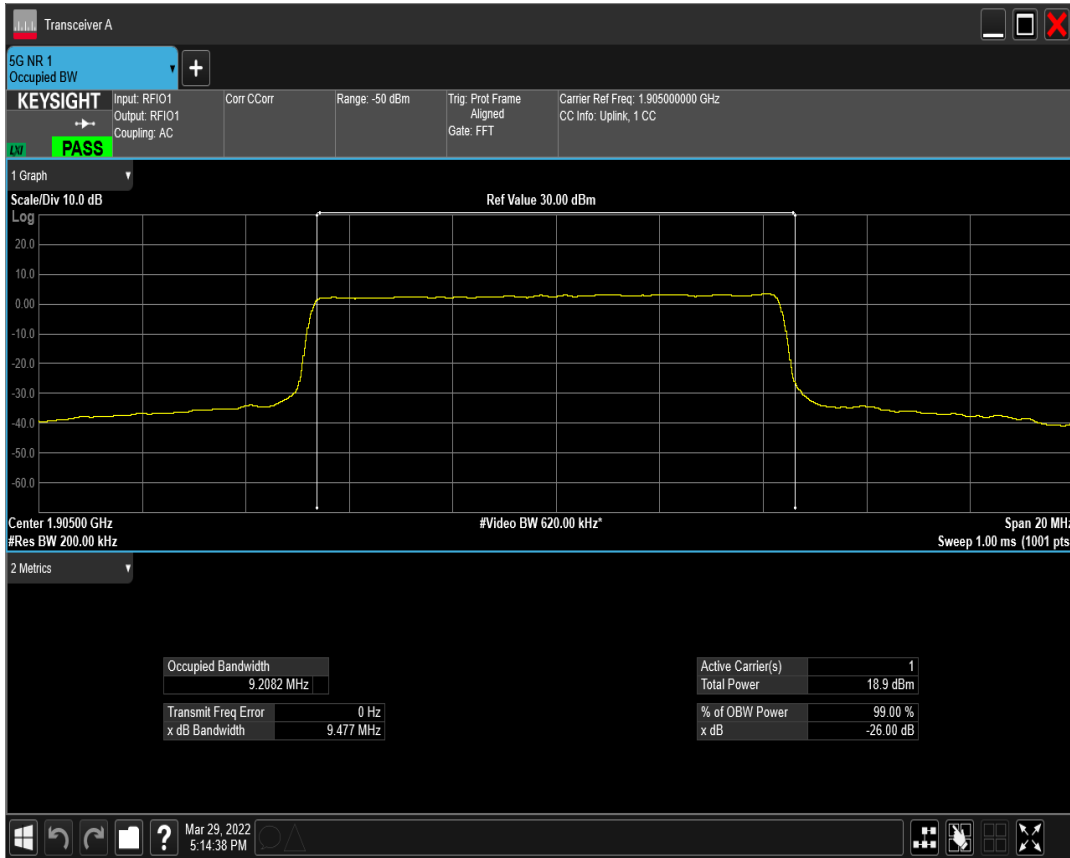 Transceiver A
5G NR 1
Occupied BW
KEYSIGHT
LXI
PASS
Input: RFIO1
Output: RFIO1
Coupling: AC
Corr CCorr
Range: -50 dBm
Trig: Prot Frame
Aligned
Gate: FFT
Carrier Ref Freq: 1.905000000 GHz
CC Info: Uplink, 1 CC
1 Graph
Scale/Div 10.0 dB
Ref Value 30.00 dBm
Log
20.0
10.0
0.00
-10.0
-20.0
-30.0
-40.0
-50.0
-60.0
Center 1.90500 GHz
#Video BW 620.00 kHz*
Span 20 MHz
#Res BW 200.00 kHz
Sweep 1.00 ms (1001 pts
2 Metrics
Occupied Bandwidth
9.2082 MHz
Transmit Freq Error 0 Hz
x dB Bandwidth 9.477 MHz
Active Carrier(s) 1
Total Power 18.9 dBm
% of OBW Power 99.00 %
x dB -26.00 dB
?
Mar 29, 2022
5:14:38 PM